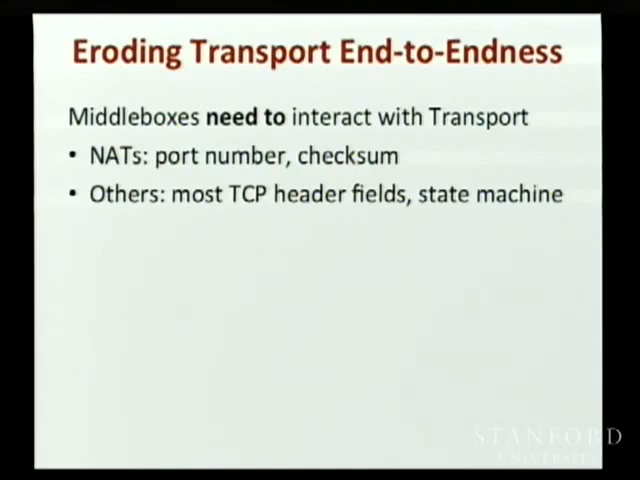 Eroding Transport End-to-Endness
Middleboxes need to interact with Transport
• NATs: port number, checksum
• Others: most TCP header fields, state machine
STANFORD
UNIVERSITY